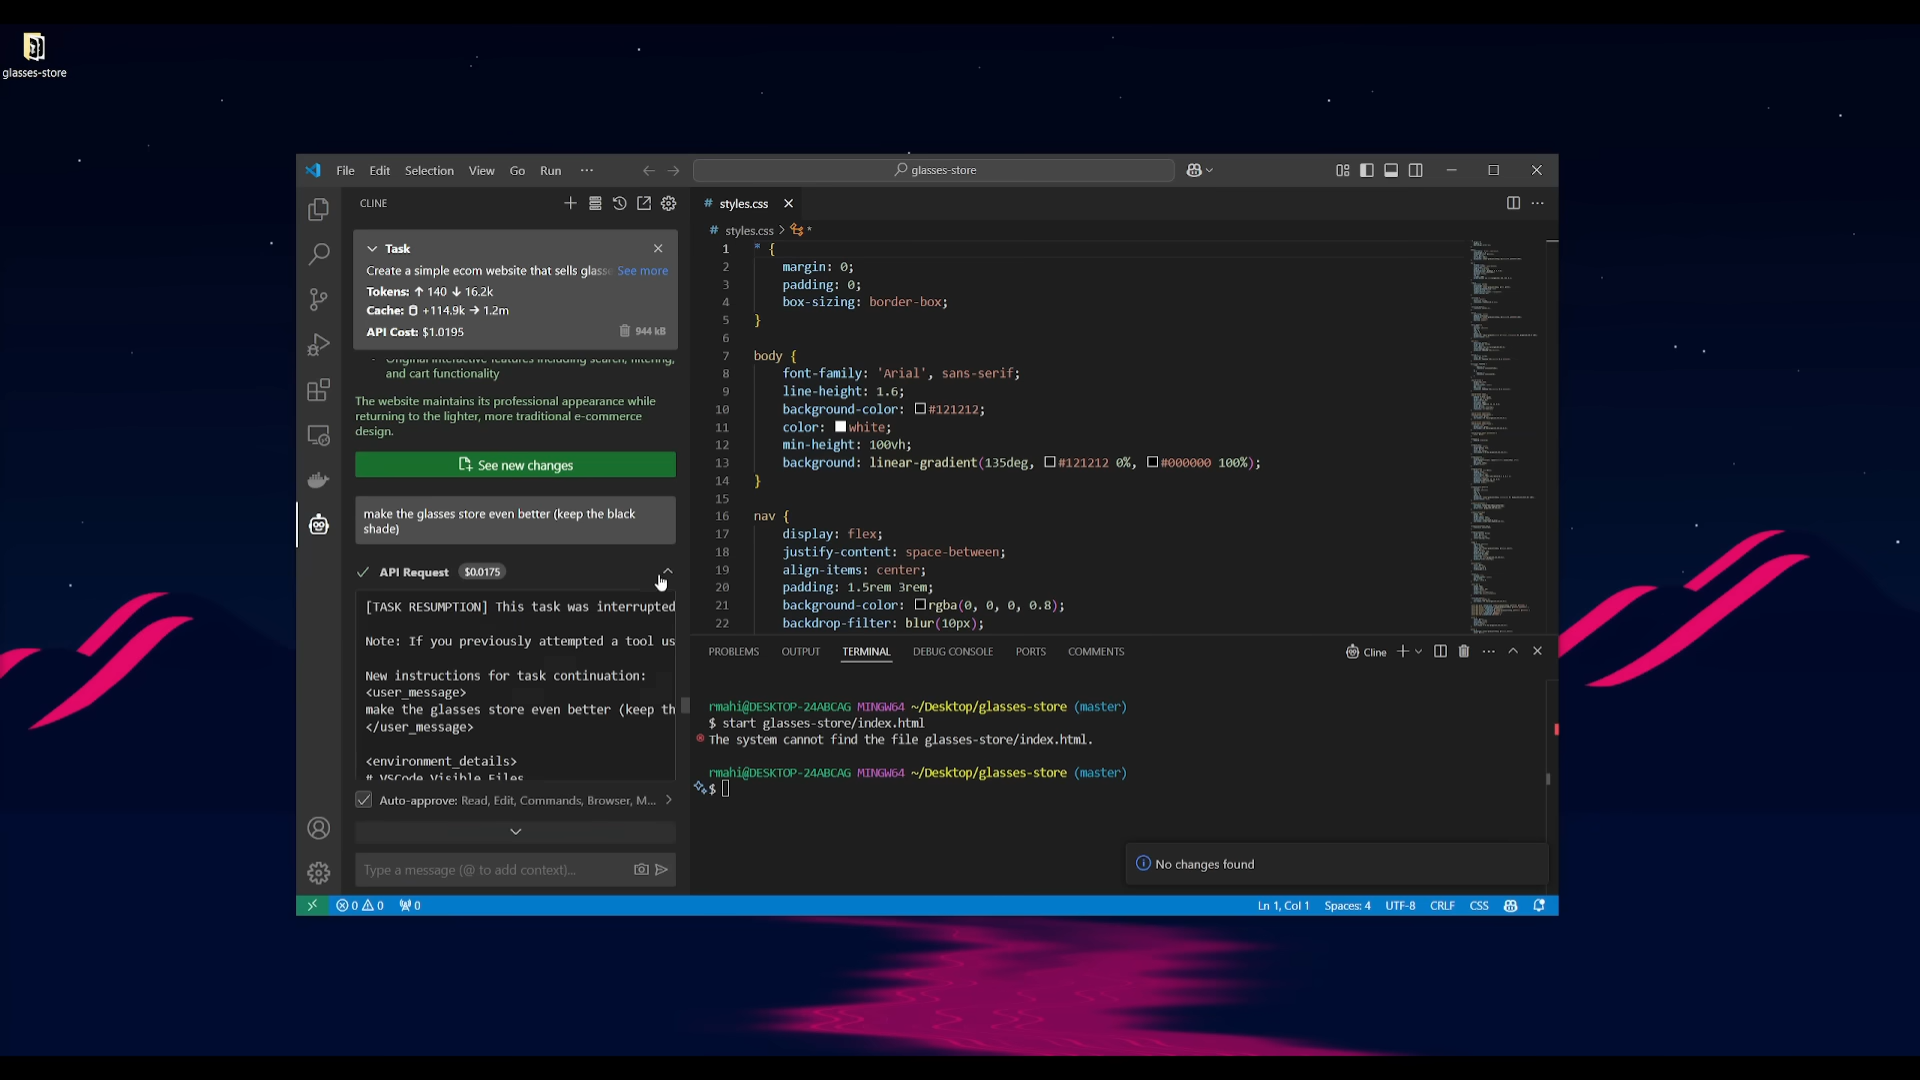 glasses-store
File Edit Selection View Go Run ··· glasses-store
CLINE
Task
Create a simple ecom website that sells glasse See more
Tokens: ↑ 140 ↓ 16.2k
Cache: +114.9k → 1.2m
API Cost: $1.0195 944 kB
Original interactive features including search, filtering,
and cart functionality
The website maintains its professional appearance while
returning to the lighter, more traditional e-commerce
design.
See new changes
make the glasses store even better (keep the black
shade)
API Request $0.0175
[TASK RESUMPTION] This task was interrupted
Note: If you previously attempted a tool us
New instructions for task continuation:
<user_message>
make the glasses store even better (keep th
</user_message>
<environment_details>
# VSCode Visible Files
Auto-approve: Read, Edit, Commands, Browser, M...
Type a message (@ to add context)...
# styles.css
# styles.css > *
1 * {
2 margin: 0;
3 padding: 0;
4 box-sizing: border-box;
5 }
6
7 body {
8 font-family: 'Arial', sans-serif;
9 line-height: 1.6;
10 background-color: #121212;
11 color: white;
12 min-height: 100vh;
13 background: linear-gradient(135deg, #121212 0%, #000000 100%);
14 }
15
16 nav {
17 display: flex;
18 justify-content: space-between;
19 align-items: center;
20 padding: 1.5rem 3rem;
21 background-color: rgba(0, 0, 0, 0.8);
22 backdrop-filter: blur(10px);
PROBLEMS OUTPUT TERMINAL DEBUG CONSOLE PORTS COMMENTS Cline
rmahi@DESKTOP-24ABCAG MINGW64 ~/Desktop/glasses-store (master)
$ start glasses-store/index.html
The system cannot find the file glasses-store/index.html.
rmahi@DESKTOP-24ABCAG MINGW64 ~/Desktop/glasses-store (master)
$
No changes found
0 0 0 Ln 1, Col 1 Spaces: 4 UTF-8 CRLF CSS